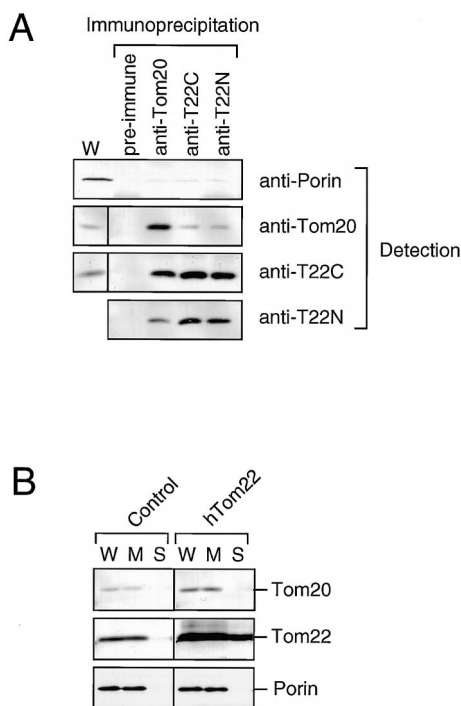 A
Immunoprecipitation
W
pre-immune
anti-Tom20
anti-T22C
anti-T22N
anti-Porin
anti-Tom20
anti-T22C
anti-T22N
Detection
B
Control
hTom22
W M S W M S
Tom20
Tom22
Porin